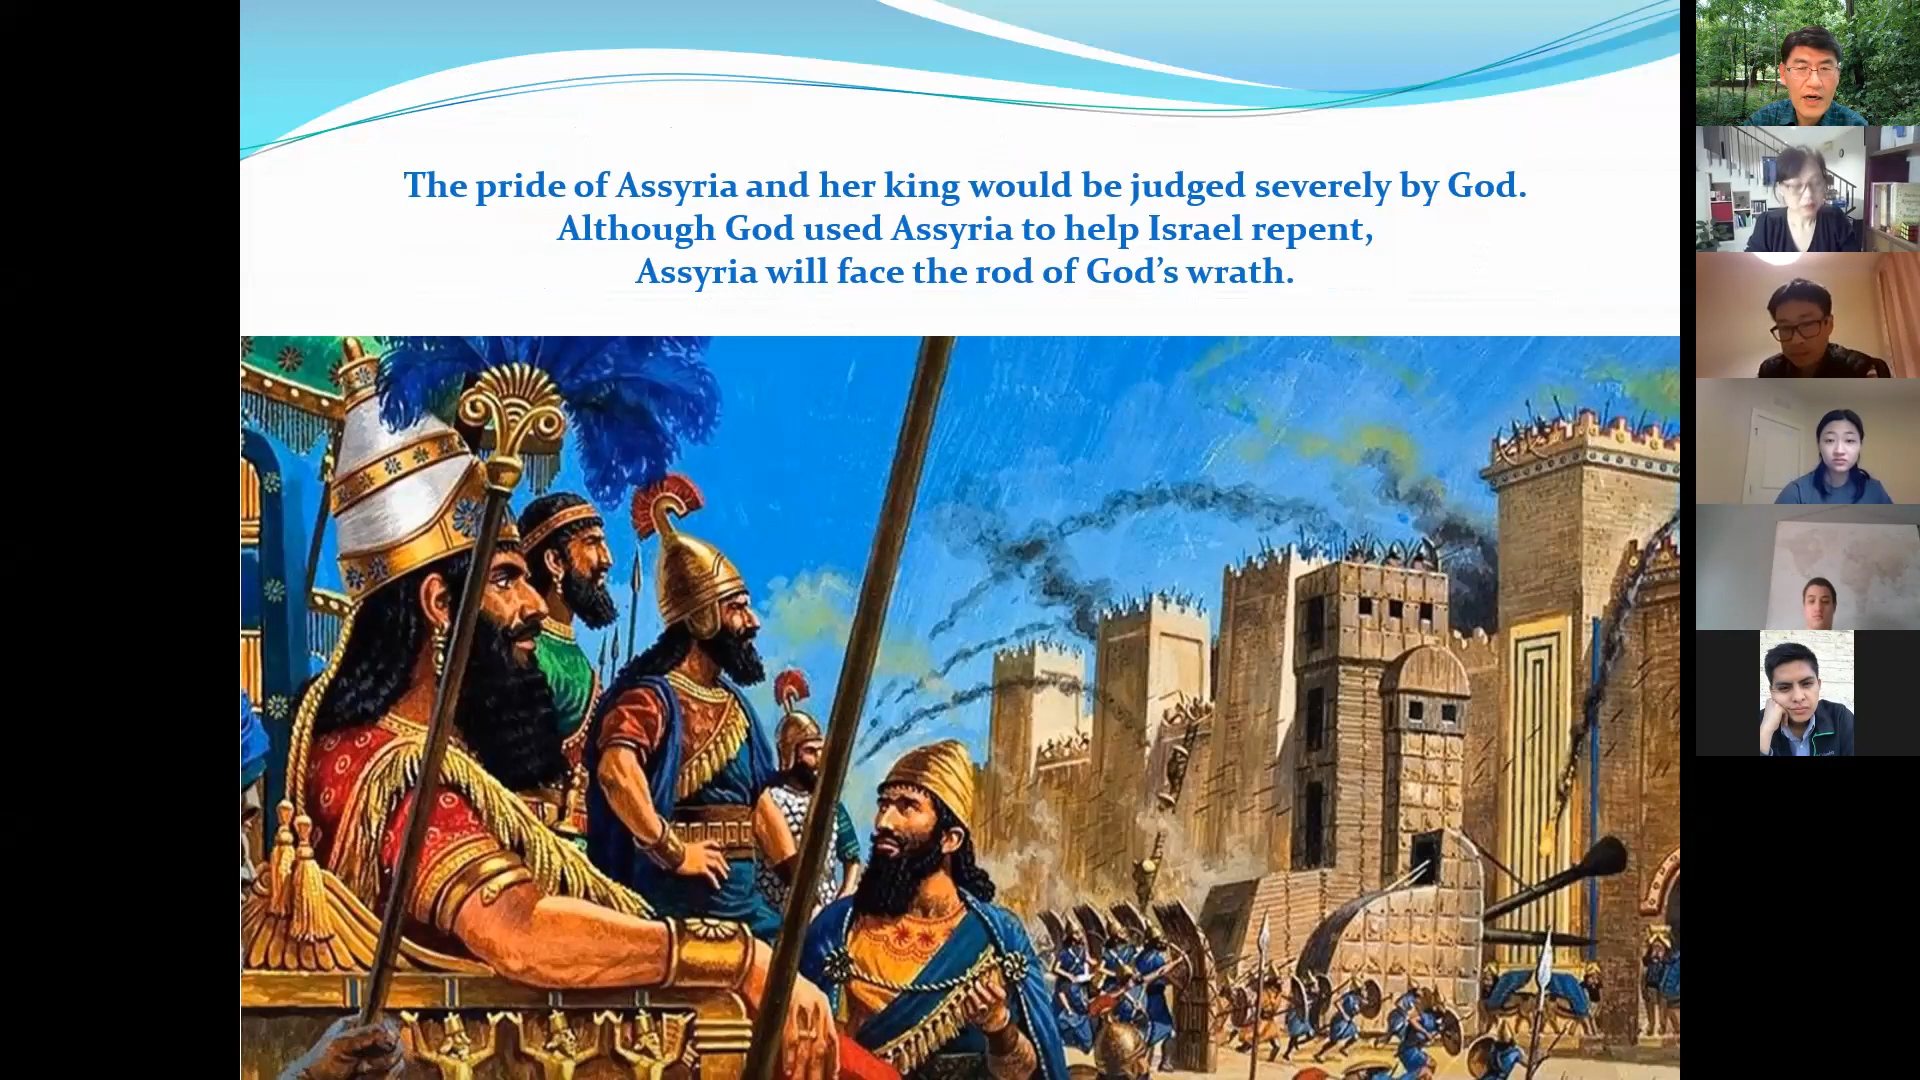 The pride of Assyria and her king would be judged severely by God.
Although God used Assyria to help Israel repent,
Assyria will face the rod of God’s wrath.